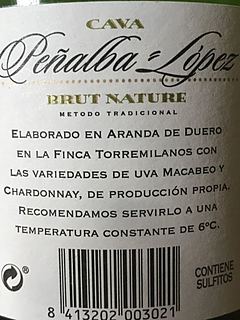 CAVA
Peñalba=López
BRUT NATURE
METODO TRADICIONAL
ELABORADO EN ARANDA DE DUERO
EN LA FINCA TORREMILANOS CON
LAS VARIEDADES DE UVA MACABEO Y
CHARDONNAY, DE PRODUCCIÓN PROPIA.
RECOMENDAMOS SERVIRLO A UNA
TEMPERATURA CONSTANTE DE 6ºC.
CONTIENE
SULFITOS
8 413202 003021